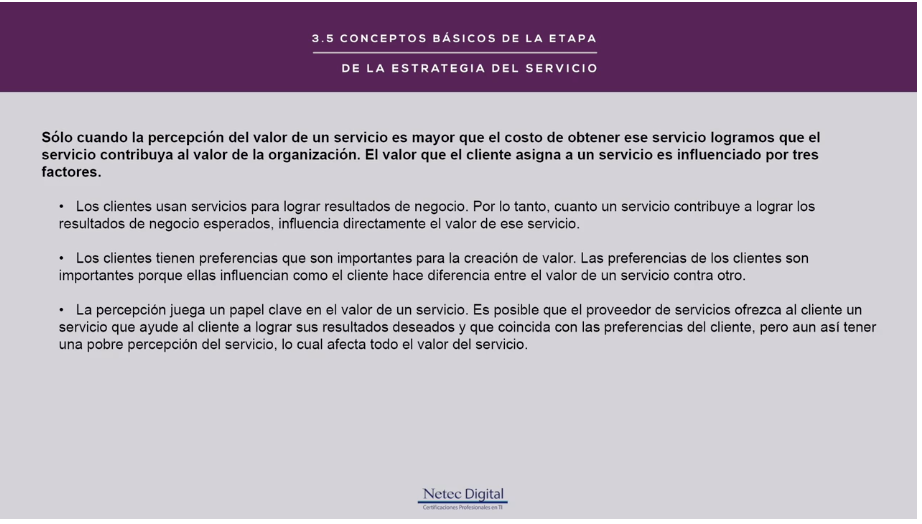 3.5 CONCEPTOS BÁSICOS DE LA ETAPA
DE LA ESTRATEGIA DEL SERVICIO
Sólo cuando la percepción del valor de un servicio es mayor que el costo de obtener ese servicio logramos que el
servicio contribuya al valor de la organización. El valor que el cliente asigna a un servicio es influenciado por tres
factores.
• Los clientes usan servicios para lograr resultados de negocio. Por lo tanto, cuanto un servicio contribuye a lograr los
resultados de negocio esperados, influencia directamente el valor de ese servicio.
• Los clientes tienen preferencias que son importantes para la creación de valor. Las preferencias de los clientes son
importantes porque ellas influencian como el cliente hace diferencia entre el valor de un servicio contra otro.
• La percepción juega un papel clave en el valor de un servicio. Es posible que el proveedor de servicios ofrezca al cliente un
servicio que ayude al cliente a lograr sus resultados deseados y que coincida con las preferencias del cliente, pero aun así tener
una pobre percepción del servicio, lo cual afecta todo el valor del servicio.
Netec Digital
Certificaciones Profesionales en TI